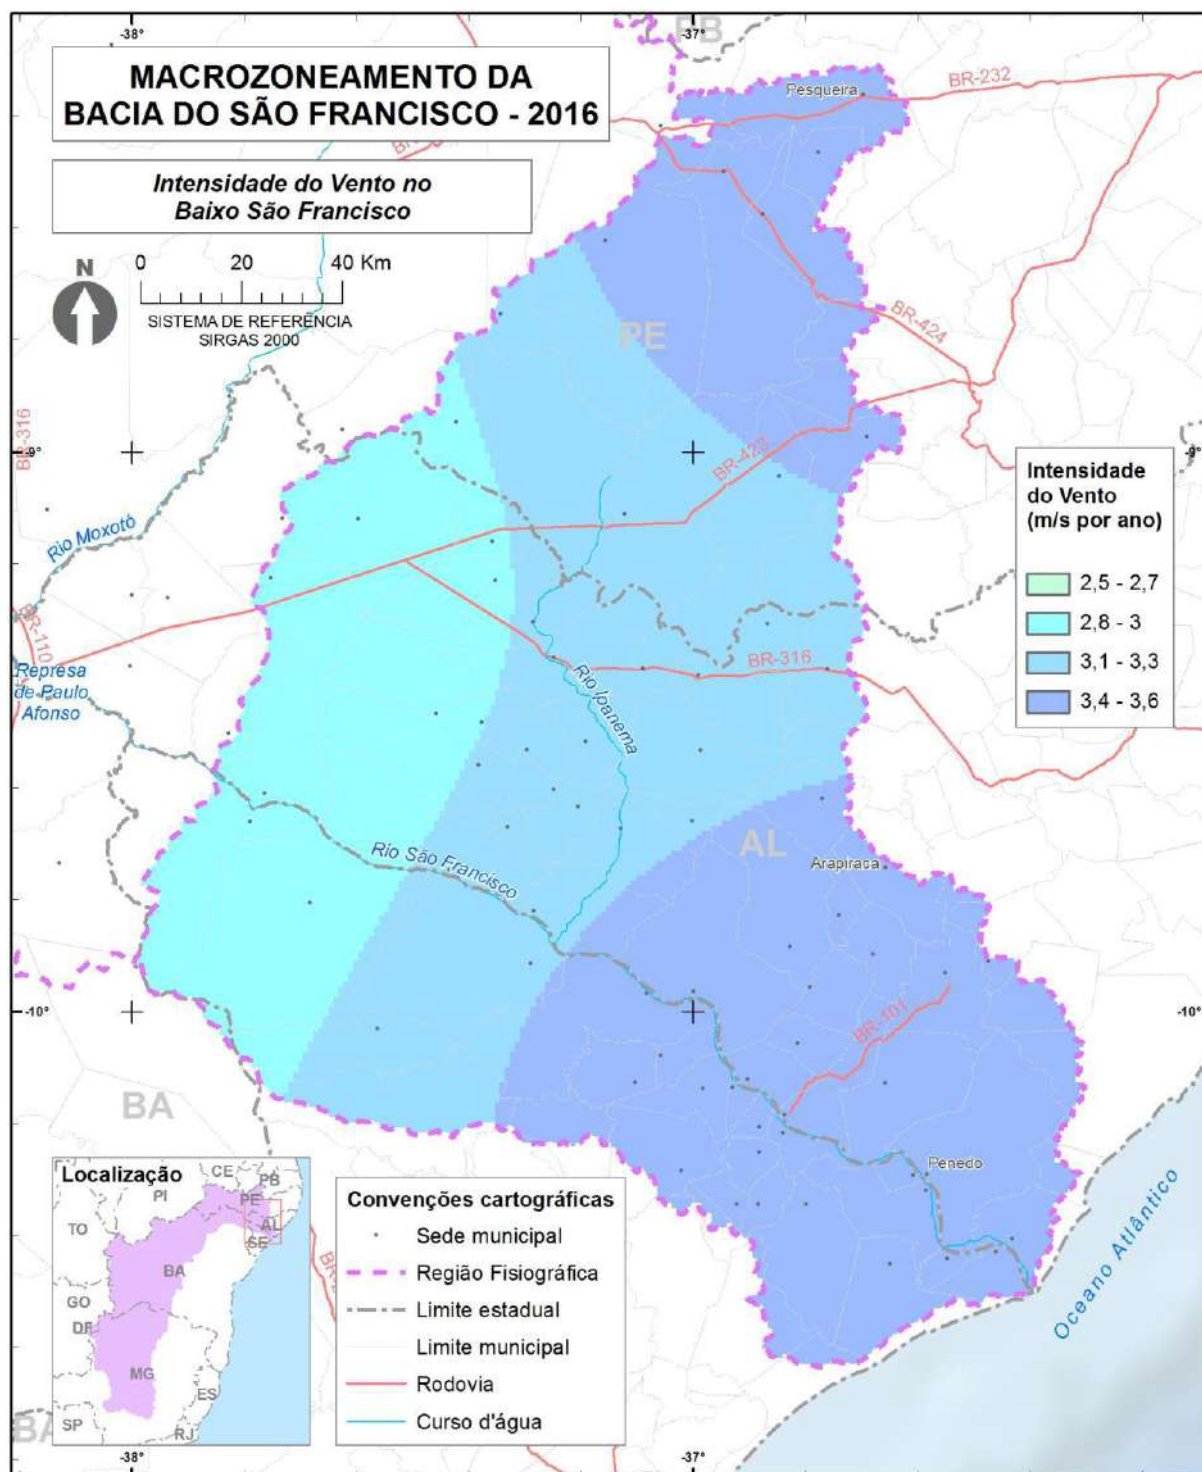 -38°
-37°
PB
MACROZONEAMENTO DA
BACIA DO SÃO FRANCISCO - 2016
BR-232
Pesqueira
Intensidade do Vento no
Baixo São Francisco
N
0 20 40 Km
SISTEMA DE REFERÊNCIA
SIRGAS 2000
PE
BR-424
BR-316
-9°
-9°
BR-423
Intensidade
do Vento
(m/s por ano)
2,5 - 2,7
2,8 - 3
3,1 - 3,3
3,4 - 3,6
Rio Moxotó
BR-110
Represa
de Paulo
Afonso
Rio Ipanema
BR-316
Rio São Francisco
AL
Arapiraca
-10°
-10°
BR-101
BA
Penedo
Oceano Atlântico
Localização
CE
PB
PI
PE
TO
AL
SE
BA
GO
DF
MG
ES
SP
RJ
Convenções cartográficas
Sede municipal
Região Fisiográfica
Limite estadual
Limite municipal
Rodovia
Curso d'água
BA
-38°
-37°